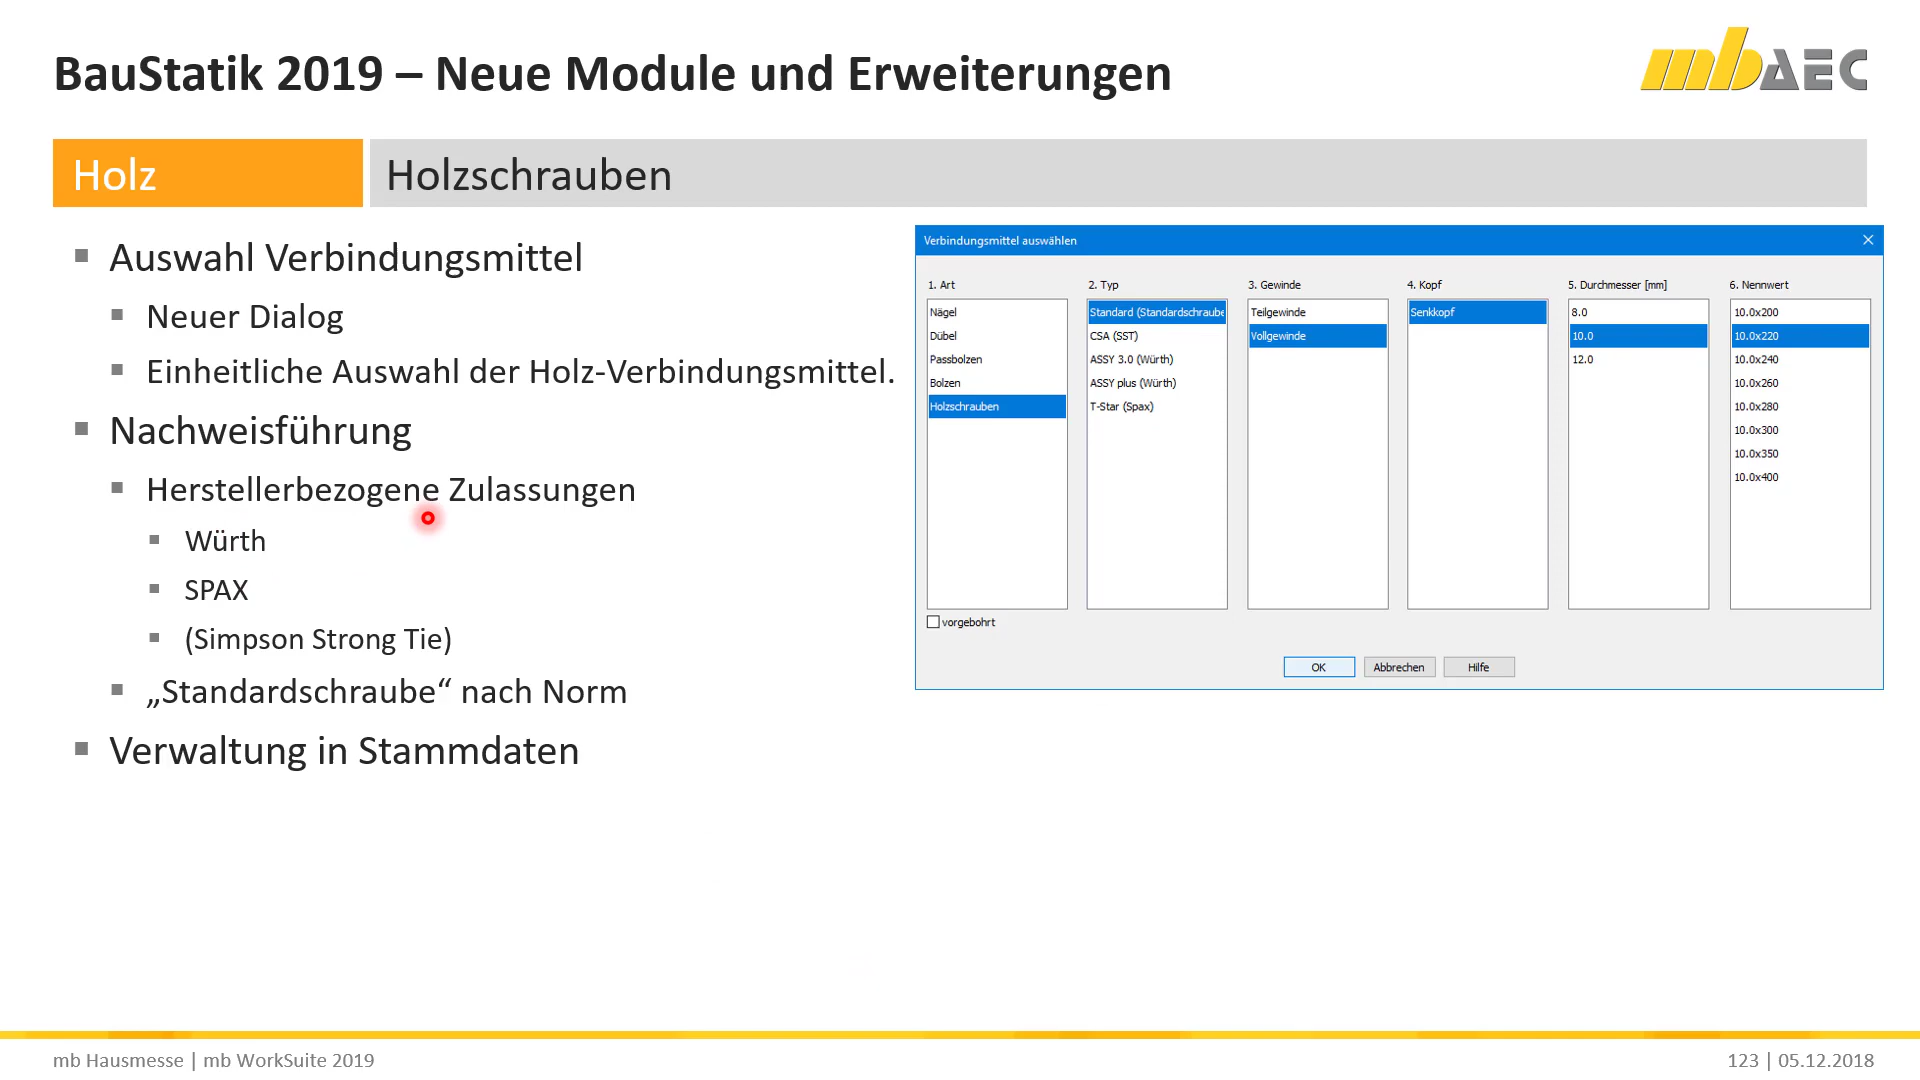 BauStatik 2019 – Neue Module und Erweiterungen
mbAEC
Holz
Holzschrauben
Auswahl Verbindungsmittel
Neuer Dialog
Einheitliche Auswahl der Holz-Verbindungsmittel.
Nachweisführung
Herstellerbezogene Zulassungen
Würth
SPAX
(Simpson Strong Tie)
„Standardschraube“ nach Norm
Verwaltung in Stammdaten
Verbindungsmittel auswählen
1. Art
Nägel
Dübel
Passbolzen
Bolzen
Holzschrauben
2. Typ
Standard (Standardschraube
CSA (SST)
ASSY 3.0 (Würth)
ASSY plus (Würth)
T-Star (Spax)
3. Gewinde
Teilgewinde
Vollgewinde
4. Kopf
Senkkopf
5. Durchmesser [mm]
8.0
10.0
12.0
6. Nennwert
10.0x200
10.0x220
10.0x240
10.0x260
10.0x280
10.0x300
10.0x350
10.0x400
vorgebohrt
OK Abbrechen Hilfe
mb Hausmesse | mb WorkSuite 2019
123 | 05.12.2018